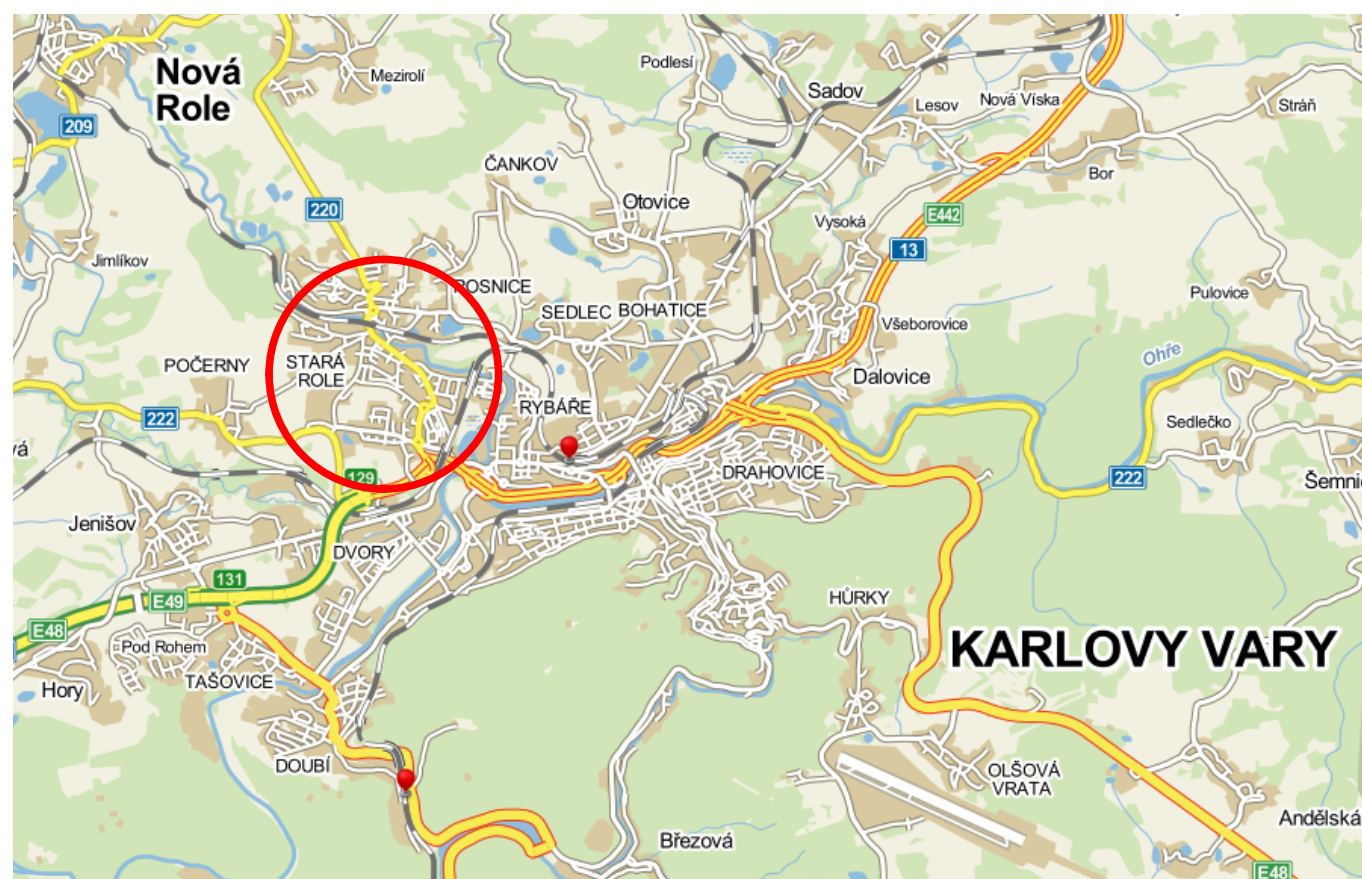 Nová
Role
Mezirolí
Podlesí
Sadov
Lesov
Nová Víska
Stráň
209
ČANKOV
Bor
220
Otovice
E442
Vysoká
13
Jimlíkov
ROSNICE
Pulovice
SEDLEC
BOHATICE
Všeborovice
Ohře
POČERNY
STARÁ
ROLE
Dalovice
RYBÁŘE
222
Sedlečko
vá
DRAHOVICE
129
222
Šemni
Jenišov
DVORY
131
E49
HŮRKY
E48
Pod Rohem
KARLOVY VARY
TAŠOVICE
Hory
DOUBÍ
OLŠOVÁ
VRATA
Andělská
Březová
E48